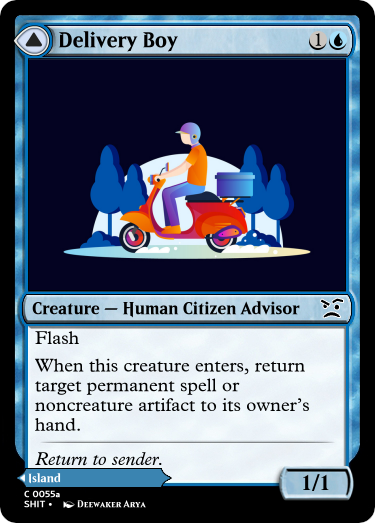 Delivery Boy 1
Creature — Human Citizen Advisor
Flash
When this creature enters, return
target permanent spell or
noncreature artifact to its owner's
hand.
Return to sender.
Island
1/1
C 0055a
SHIT • Deewaker Arya